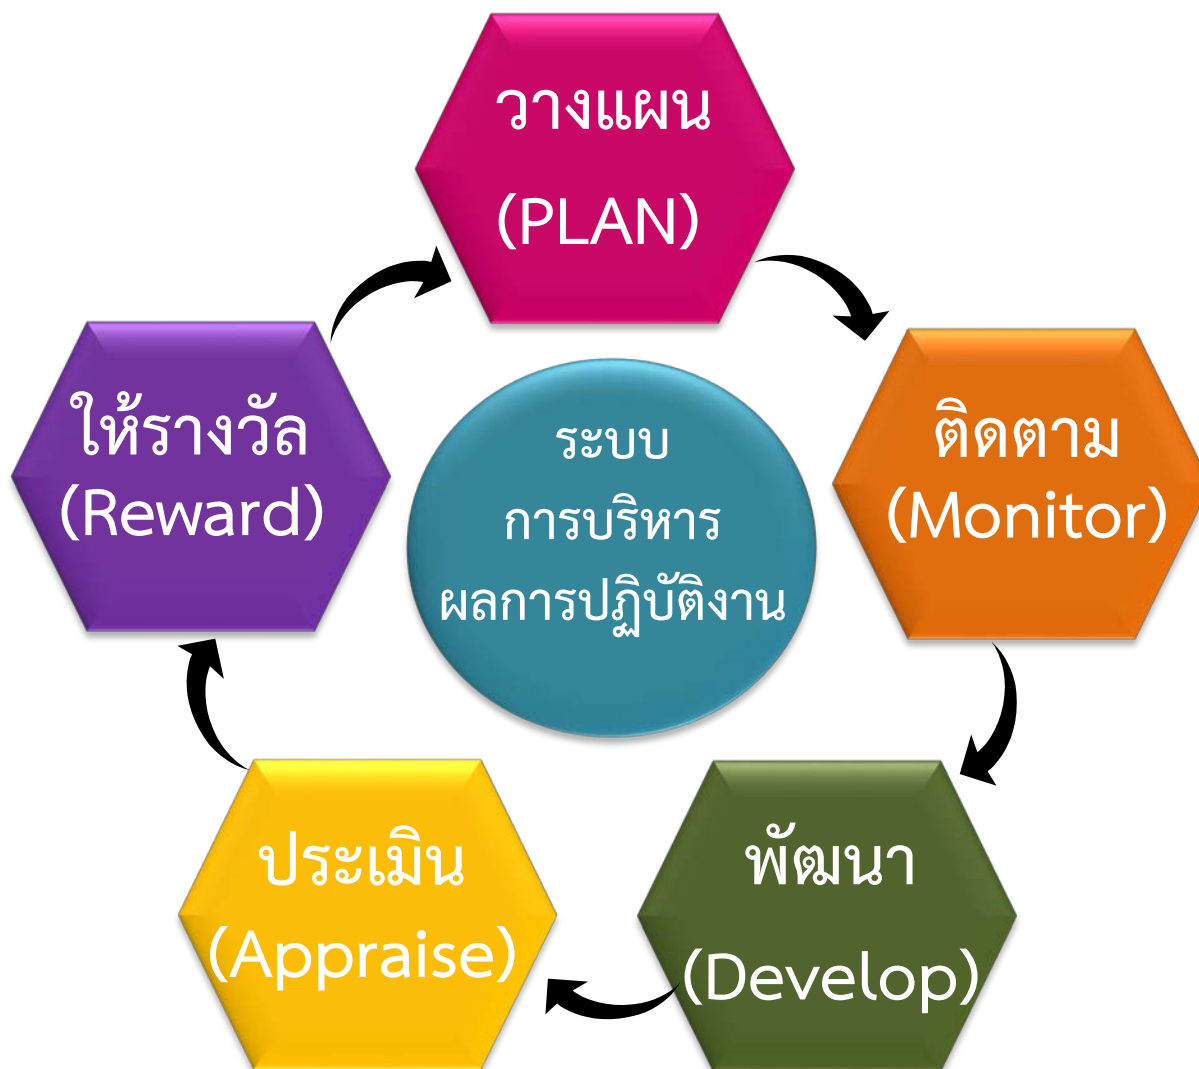 วางแผน
(PLAN)
ให้รางวัล
(Reward)
ระบบ
การบริหาร
ผลการปฏิบัติงาน
ติดตาม
(Monitor)
ประเมิน
(Appraise)
พัฒนา
(Develop)